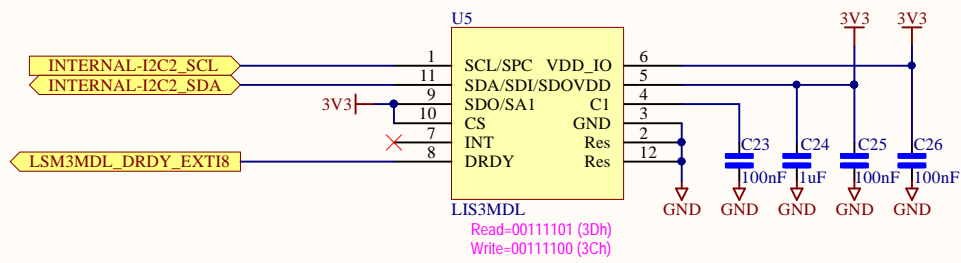 U5
3V3 3V3
INTERNAL-I2C2_SCL 1 SCL/SPC VDD_IO 6
INTERNAL-I2C2_SDA 11 SDA/SDI/SDO VDD 5
3V3 9 SDO/SA1 C1 4
10 CS GND 3
7 INT Res 2
LSM3MDL_DRDY_EXTI8 8 DRDY Res 12
C23 C24 C25 C26
100nF 1uF 100nF 100nF
GND GND GND GND GND
LIS3MDL
Read=00111101 (3Dh)
Write=00111100 (3Ch)